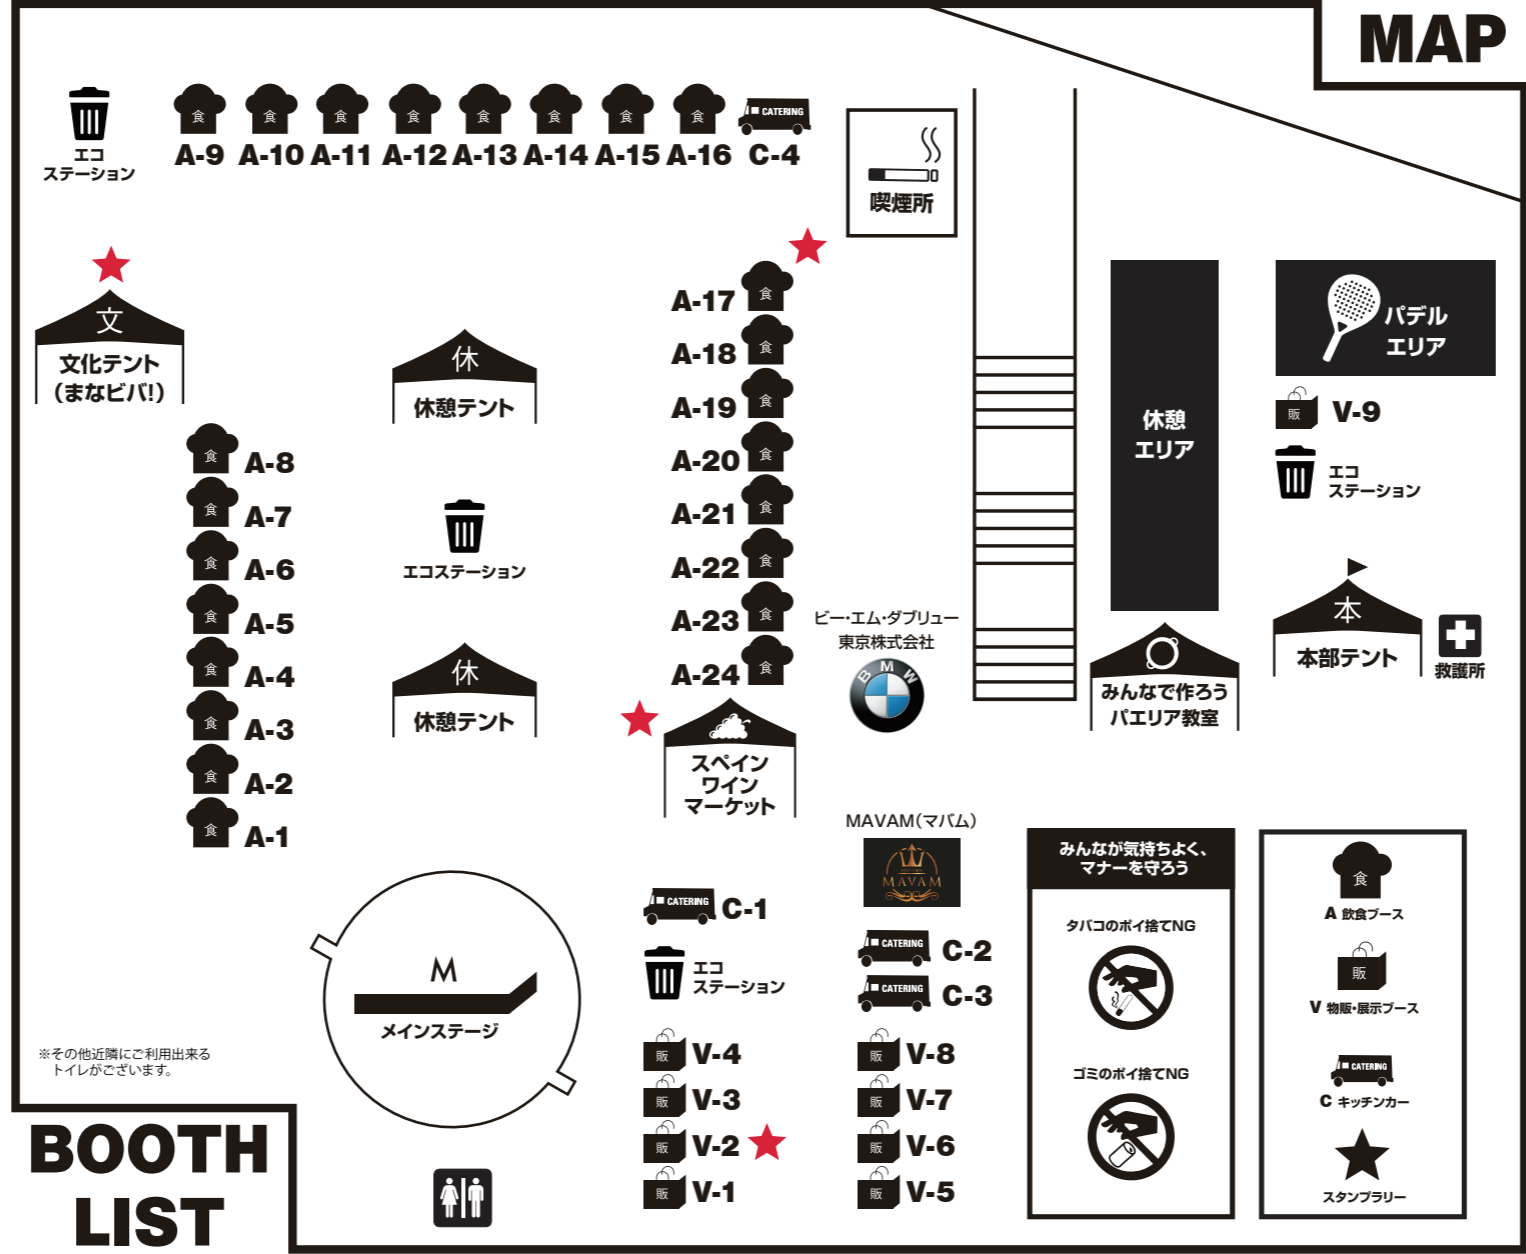 MAP
エコ
ステーション
食 食 食 食 食 食 食 食 CATERING
A-9 A-10 A-11 A-12 A-13 A-14 A-15 A-16 C-4
喫煙所
文
文化テント
(まなビバ!)
休
休憩テント
食 A-8
食 A-7
食 A-6
食 A-5
食 A-4
食 A-3
食 A-2
食 A-1
エコステーション
休
休憩テント
A-17 食
A-18 食
A-19 食
A-20 食
A-21 食
A-22 食
A-23 食
A-24 食
スペイン
ワイン
マーケット
ビー・エム・ダブリュー
東京株式会社
BMW
休憩
エリア
パデル
エリア
販 V-9
エコ
ステーション
本
本部テント
救護所
みんなで作ろう
パエリア教室
M
メインステージ
CATERING C-1
エコ
ステーション
販 V-4
販 V-3
販 V-2
販 V-1
MAVAM(マバム)
MAVAM
CATERING C-2
CATERING C-3
販 V-8
販 V-7
販 V-6
販 V-5
みんなが気持ちよく、
マナーを守ろう
タバコのポイ捨てNG
ゴミのポイ捨てNG
食
A 飲食ブース
販
V 物販・展示ブース
CATERING
C キッチンカー
スタンプラリー
※その他近隣にご利用出来る
トイレがございます。
BOOTH
LIST